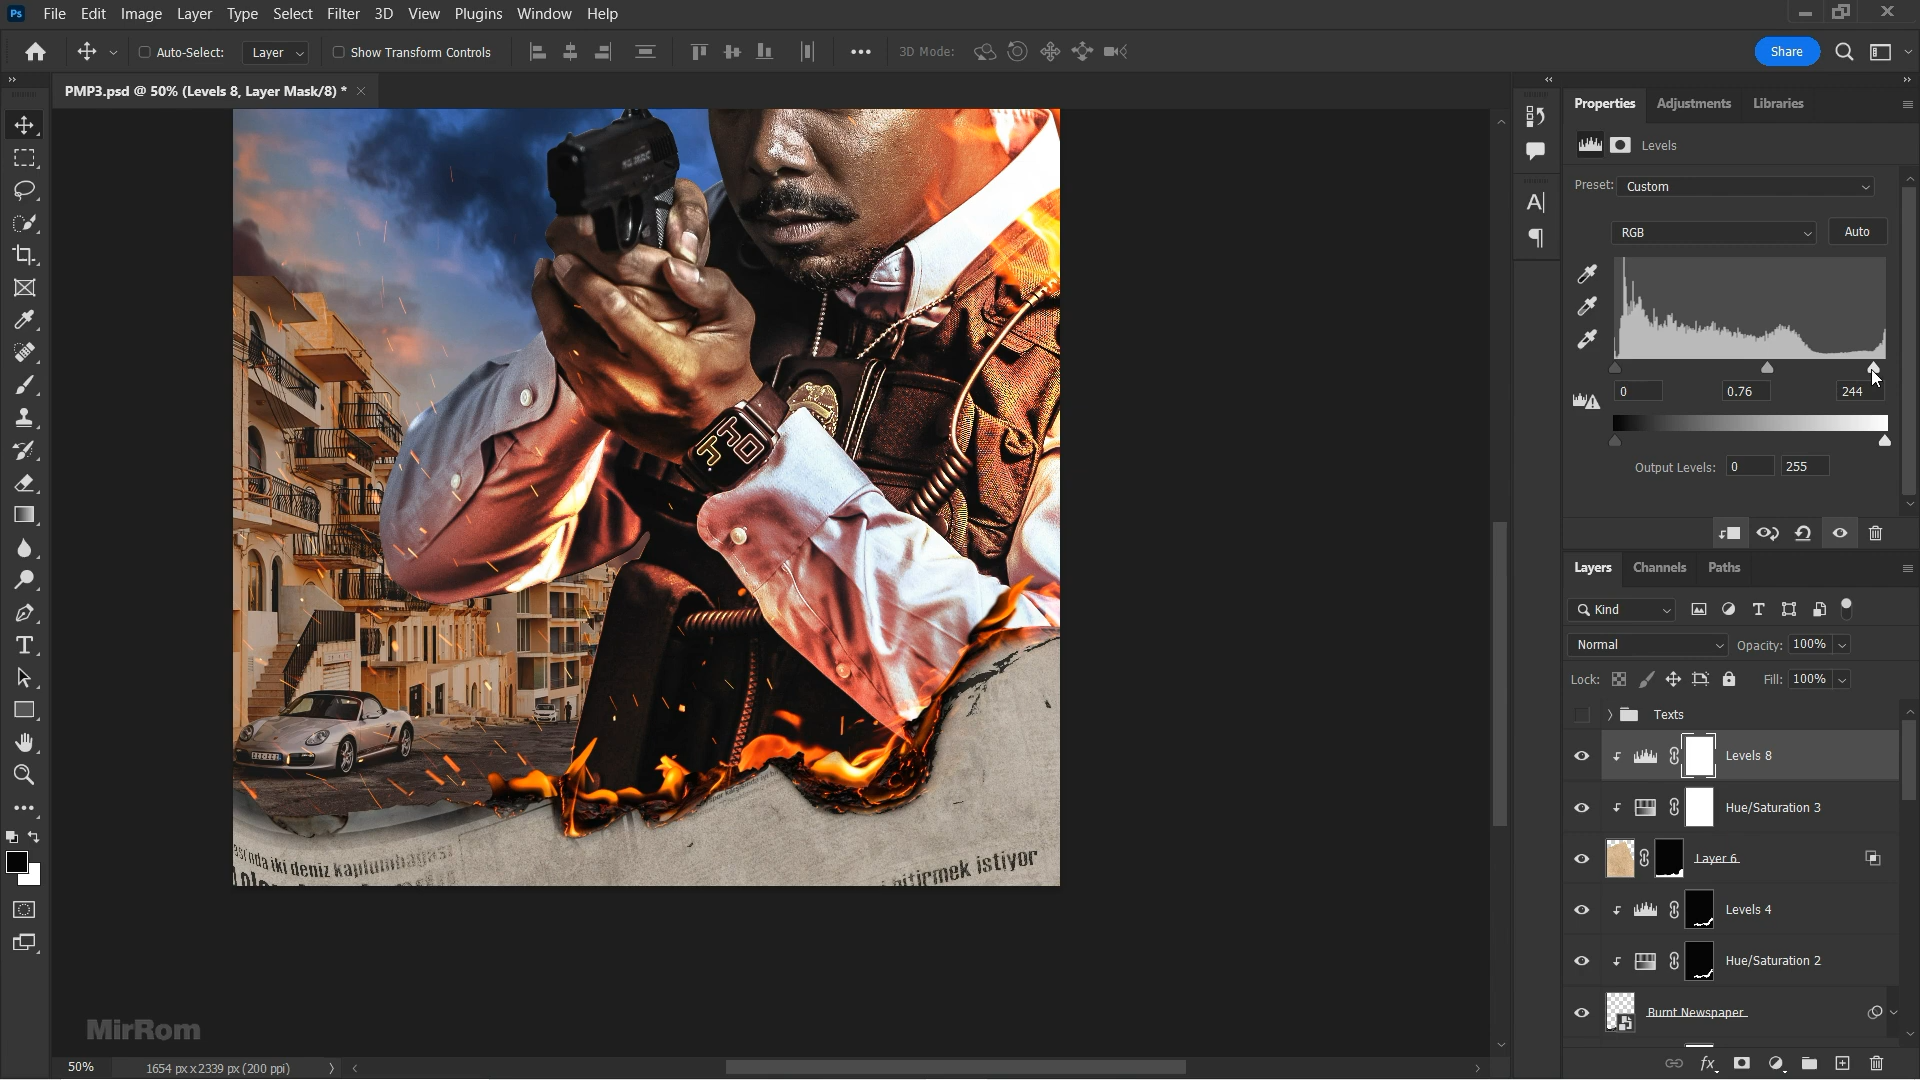 Ps File Edit Image Layer Type Select Filter 3D View Plugins Window Help
Auto-Select: Layer Show Transform Controls 3D Mode: Share
PMP3.psd @ 50% (Levels 8, Layer Mask/8) *
Properties Adjustments Libraries
Levels
Preset: Custom
RGB Auto
0 0.76 244
Output Levels: 0 255
Layers Channels Paths
Kind
Normal Opacity: 100%
Lock: Fill: 100%
Texts
Levels 8
Hue/Saturation 3
Layer 6
Levels 4
Hue/Saturation 2
Burnt Newspaper
fx
iki deniz kaplumbağası
bitirmek istiyor
MirRom
50% 1654 px x 2339 px (200 ppi)